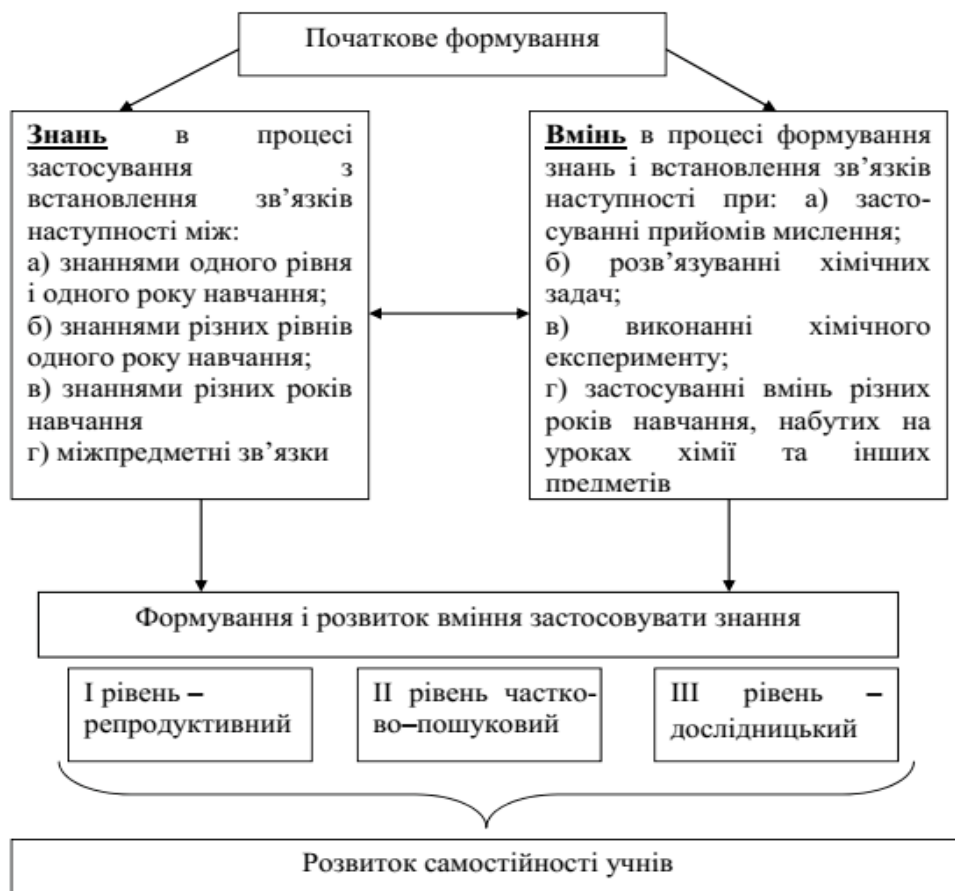 Початкове формування
Знань в процесі
застосування з
встановлення зв’язків
наступності між:
а) знаннями одного рівня
і одного року навчання;
б) знаннями різних рівнів
одного року навчання;
в) знаннями різних років
навчання
г) міжпредметні зв’язки
Вмінь в процесі формування
знань і встановлення зв’язків
наступності при: а) засто-
суванні прийомів мислення;
б) розв’язуванні хімічних
задач;
в) виконанні хімічного
експерименту;
г) застосуванні вмінь різних
років навчання, набутих на
уроках хімії та інших
предметів
Формування і розвиток вміння застосовувати знання
І рівень –
репродуктивний
ІІ рівень частко-
во–пошуковий
ІІІ рівень –
дослідницький
Розвиток самостійності учнів